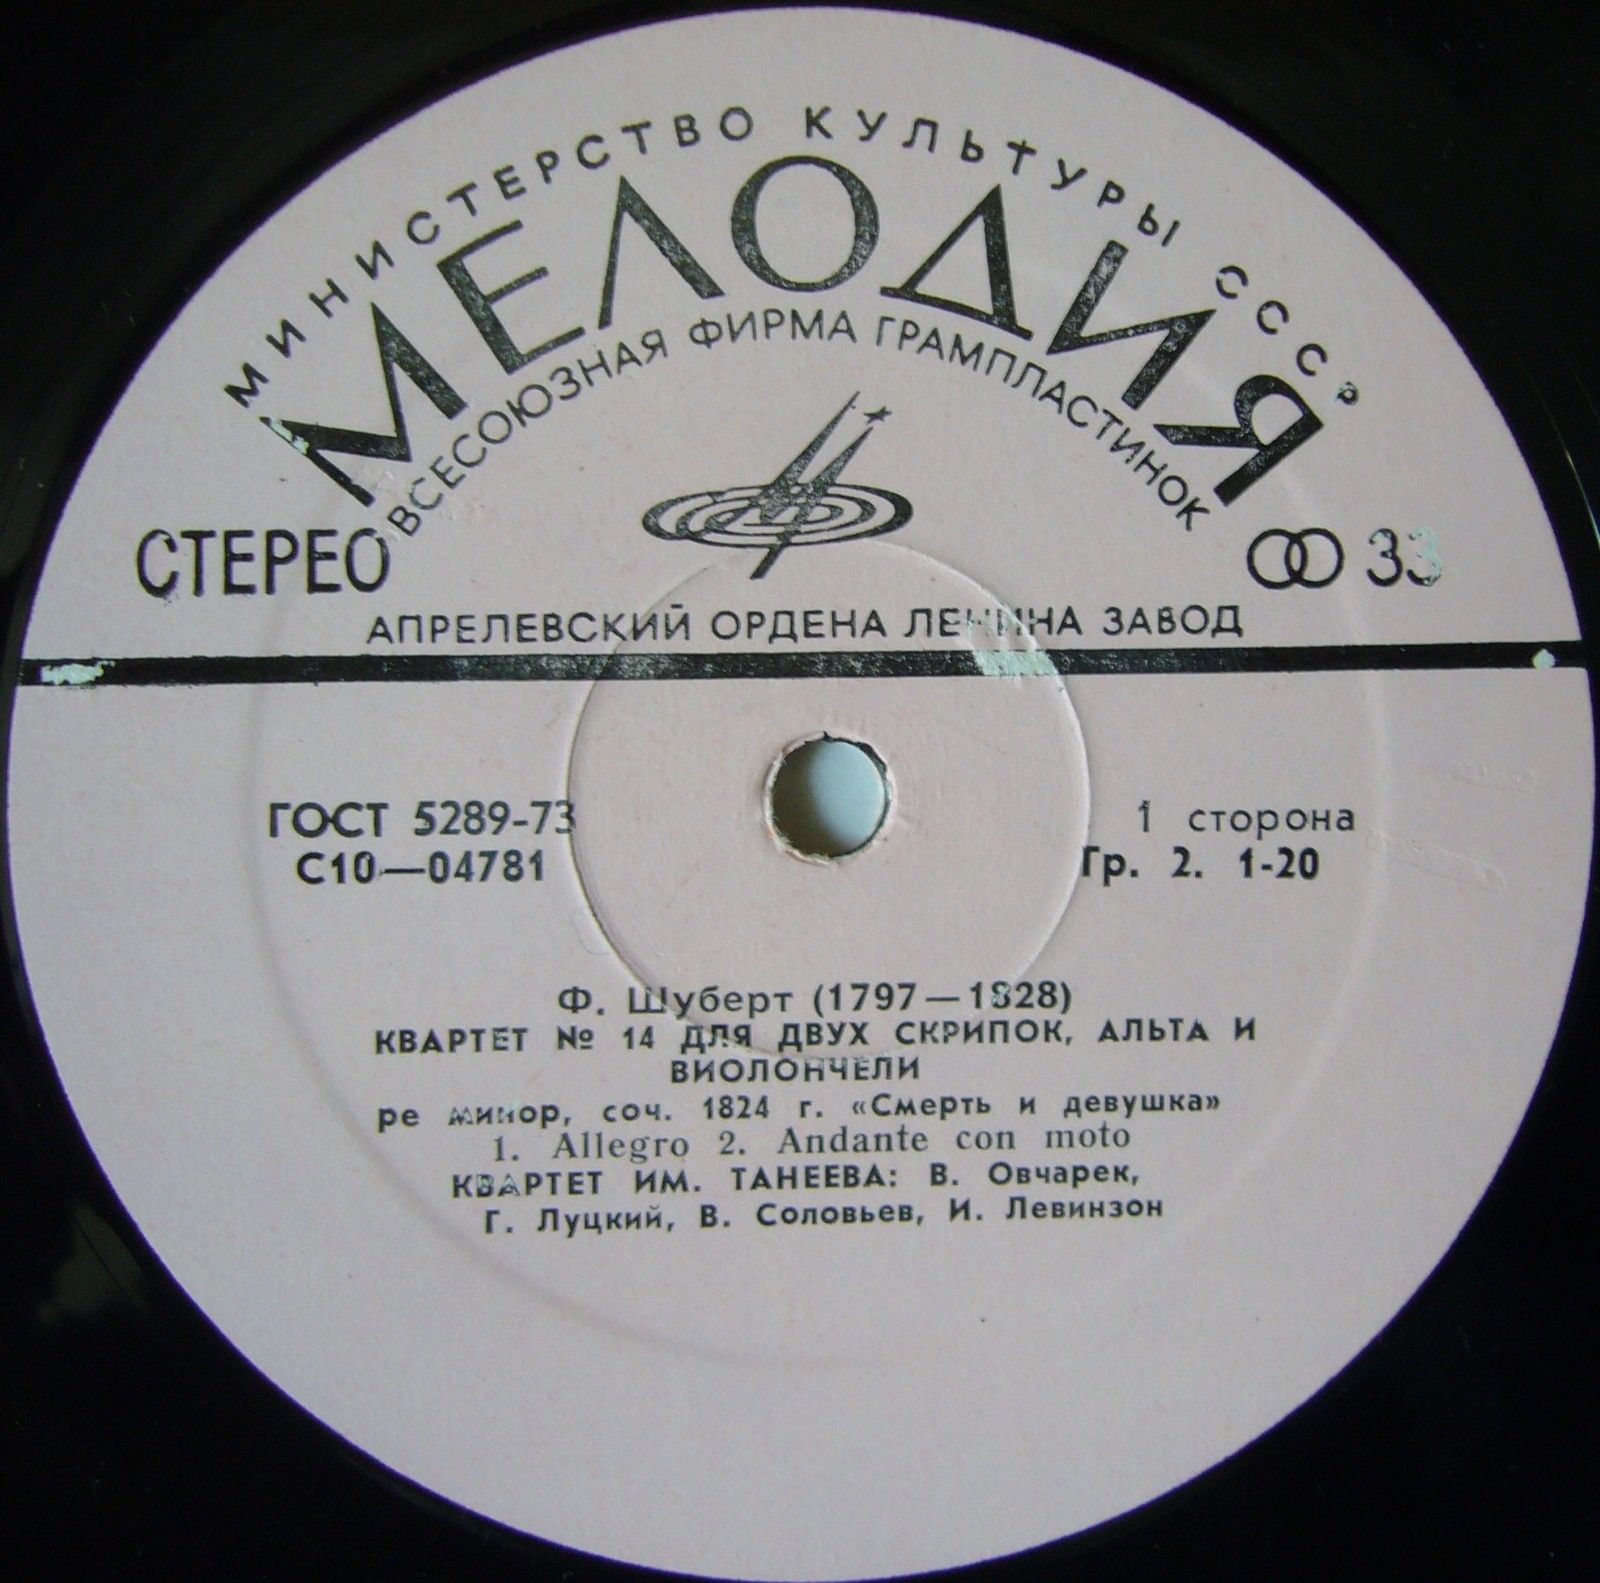 МИНИСТЕРСТВО КУЛЬТУРЫ СССР
МЕЛОДИЯ
ВСЕСОЮЗНАЯ ФИРМА ГРАМПЛАСТИНОК
СТЕРЕО
33
АПРЕЛЕВСКИЙ ОРДЕНА ЛЕНИНА ЗАВОД
ГОСТ 5289-73
С10—04781
1 сторона
Гр. 2. 1-20
Ф. Шуберт (1797—1828)
КВАРТЕТ № 14 ДЛЯ ДВУХ СКРИПОК, АЛЬТА И
ВИОЛОНЧЕЛИ
ре минор, соч. 1824 г. «Смерть и девушка»
1. Allegro 2. Andante con moto
КВАРТЕТ ИМ. ТАНЕЕВА: В. Овчарек,
Г. Луцкий, В. Соловьев, И. Левинзон